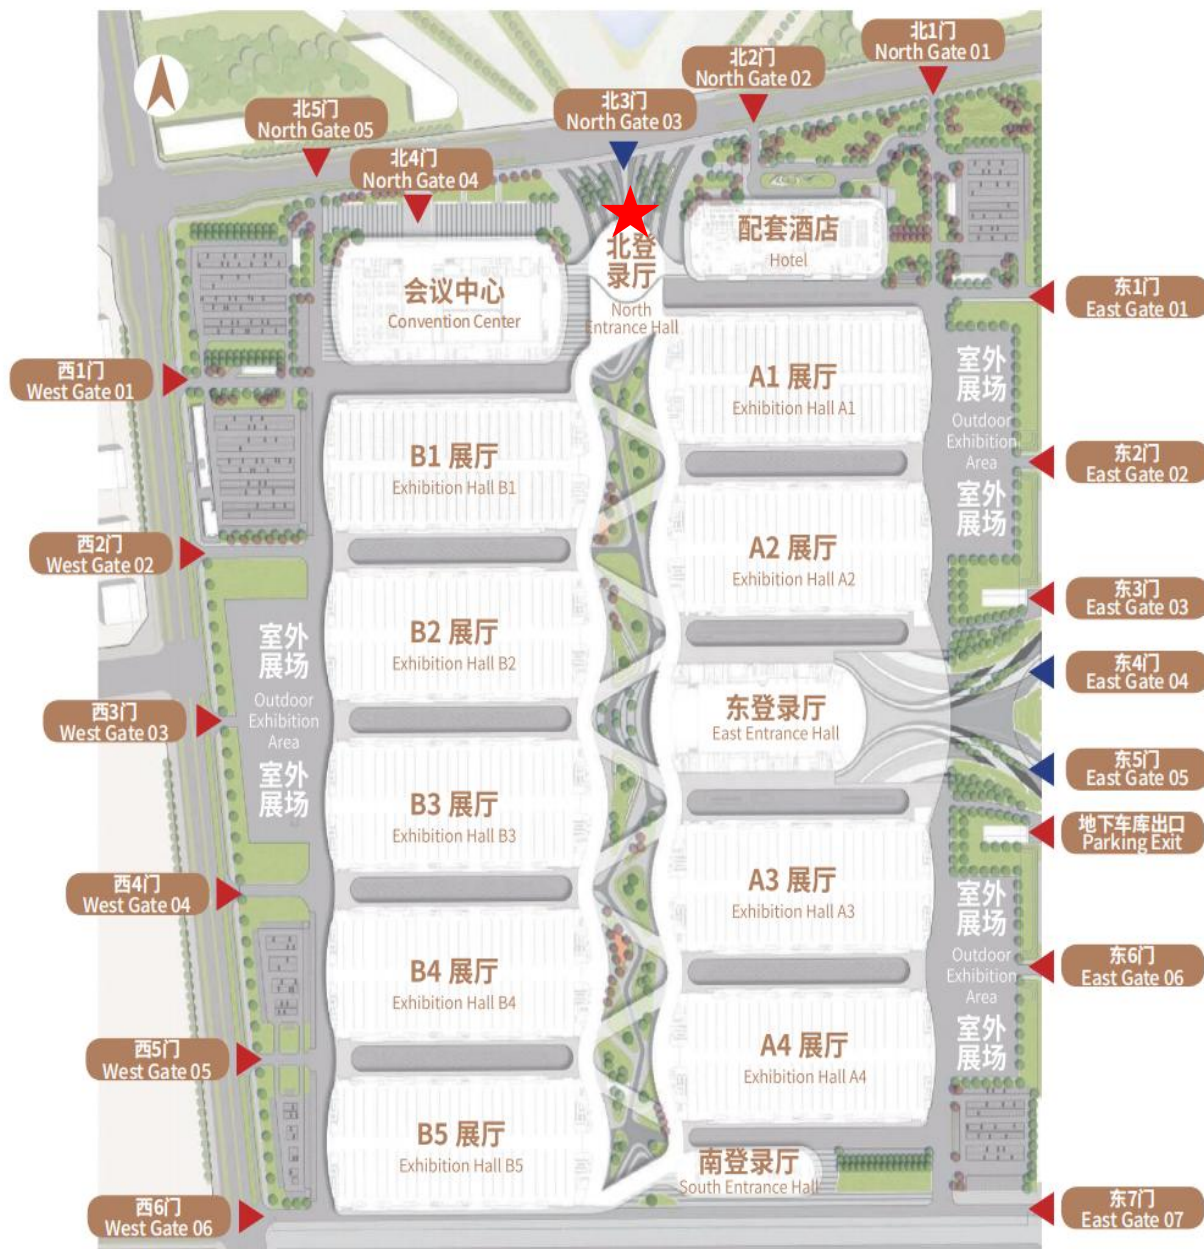 北1门
North Gate 01
北2门
North Gate 02
北3门
North Gate 03
北5门
North Gate 05
北4门
North Gate 04
配套酒店
Hotel
北登
录厅
North
Entrance Hall
会议中心
Convention Center
东1门
East Gate 01
西1门
West Gate 01
A1 展厅
Exhibition Hall A1
室外
展场
Outdoor
Exhibition
Area
室外
展场
东2门
East Gate 02
B1 展厅
Exhibition Hall B1
西2门
West Gate 02
A2 展厅
Exhibition Hall A2
东3门
East Gate 03
B2 展厅
Exhibition Hall B2
室外
展场
Outdoor
Exhibition
Area
室外
展场
东4门
East Gate 04
西3门
West Gate 03
东登录厅
East Entrance Hall
东5门
East Gate 05
B3 展厅
Exhibition Hall B3
地下车库出口
Parking Exit
西4门
West Gate 04
A3 展厅
Exhibition Hall A3
室外
展场
Outdoor
Exhibition
Area
室外
展场
东6门
East Gate 06
B4 展厅
Exhibition Hall B4
西5门
West Gate 05
A4 展厅
Exhibition Hall A4
B5 展厅
Exhibition Hall B5
南登录厅
South Entrance Hall
西6门
West Gate 06
东7门
East Gate 07